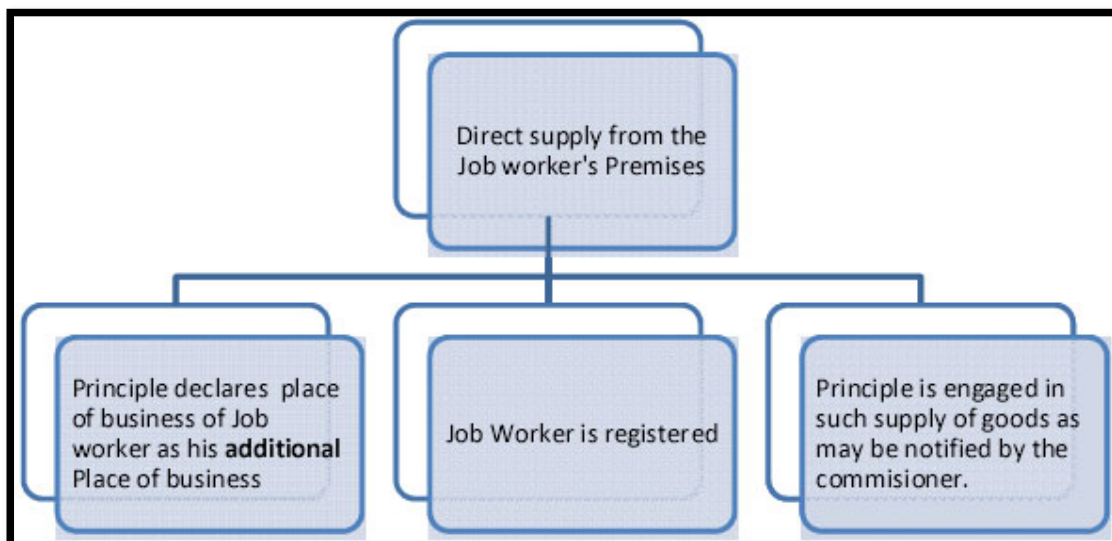 Direct supply from the
Job worker's Premises
Principle declares place
of business of Job
worker as his additional
Place of business
Job Worker is registered
Principle is engaged in
such supply of goods as
may be notified by the
commisioner.